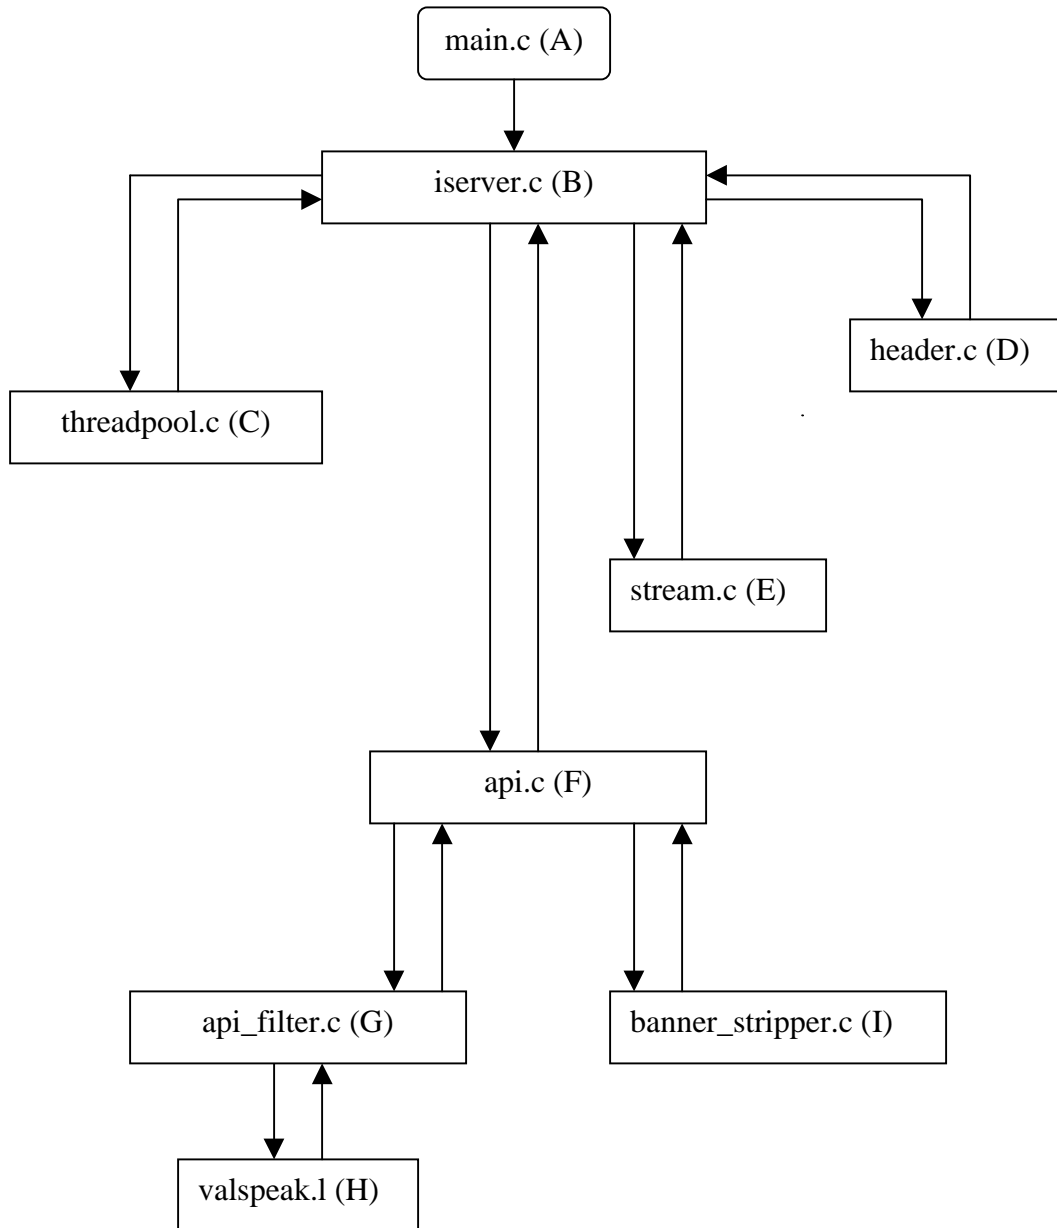 main.c (A)
iserver.c (B)
header.c (D)
threadpool.c (C)
stream.c (E)
api.c (F)
api_filter.c (G)
banner_stripper.c (I)
valspeak.l (H)